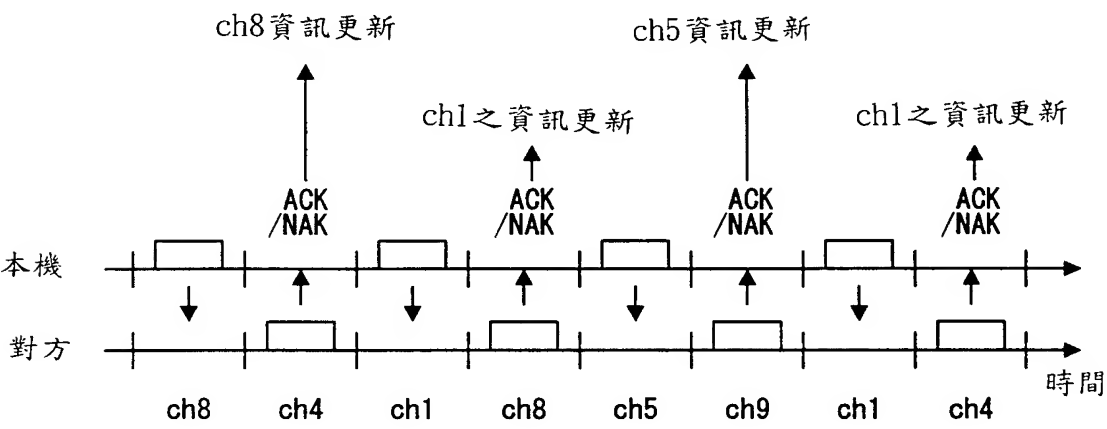 ch8資訊更新
ch5資訊更新
ch1之資訊更新
ch1之資訊更新
ACK
/NAK
ACK
/NAK
ACK
/NAK
ACK
/NAK
本機
對方
時間
ch8 ch4 ch1 ch8 ch5 ch9 ch1 ch4